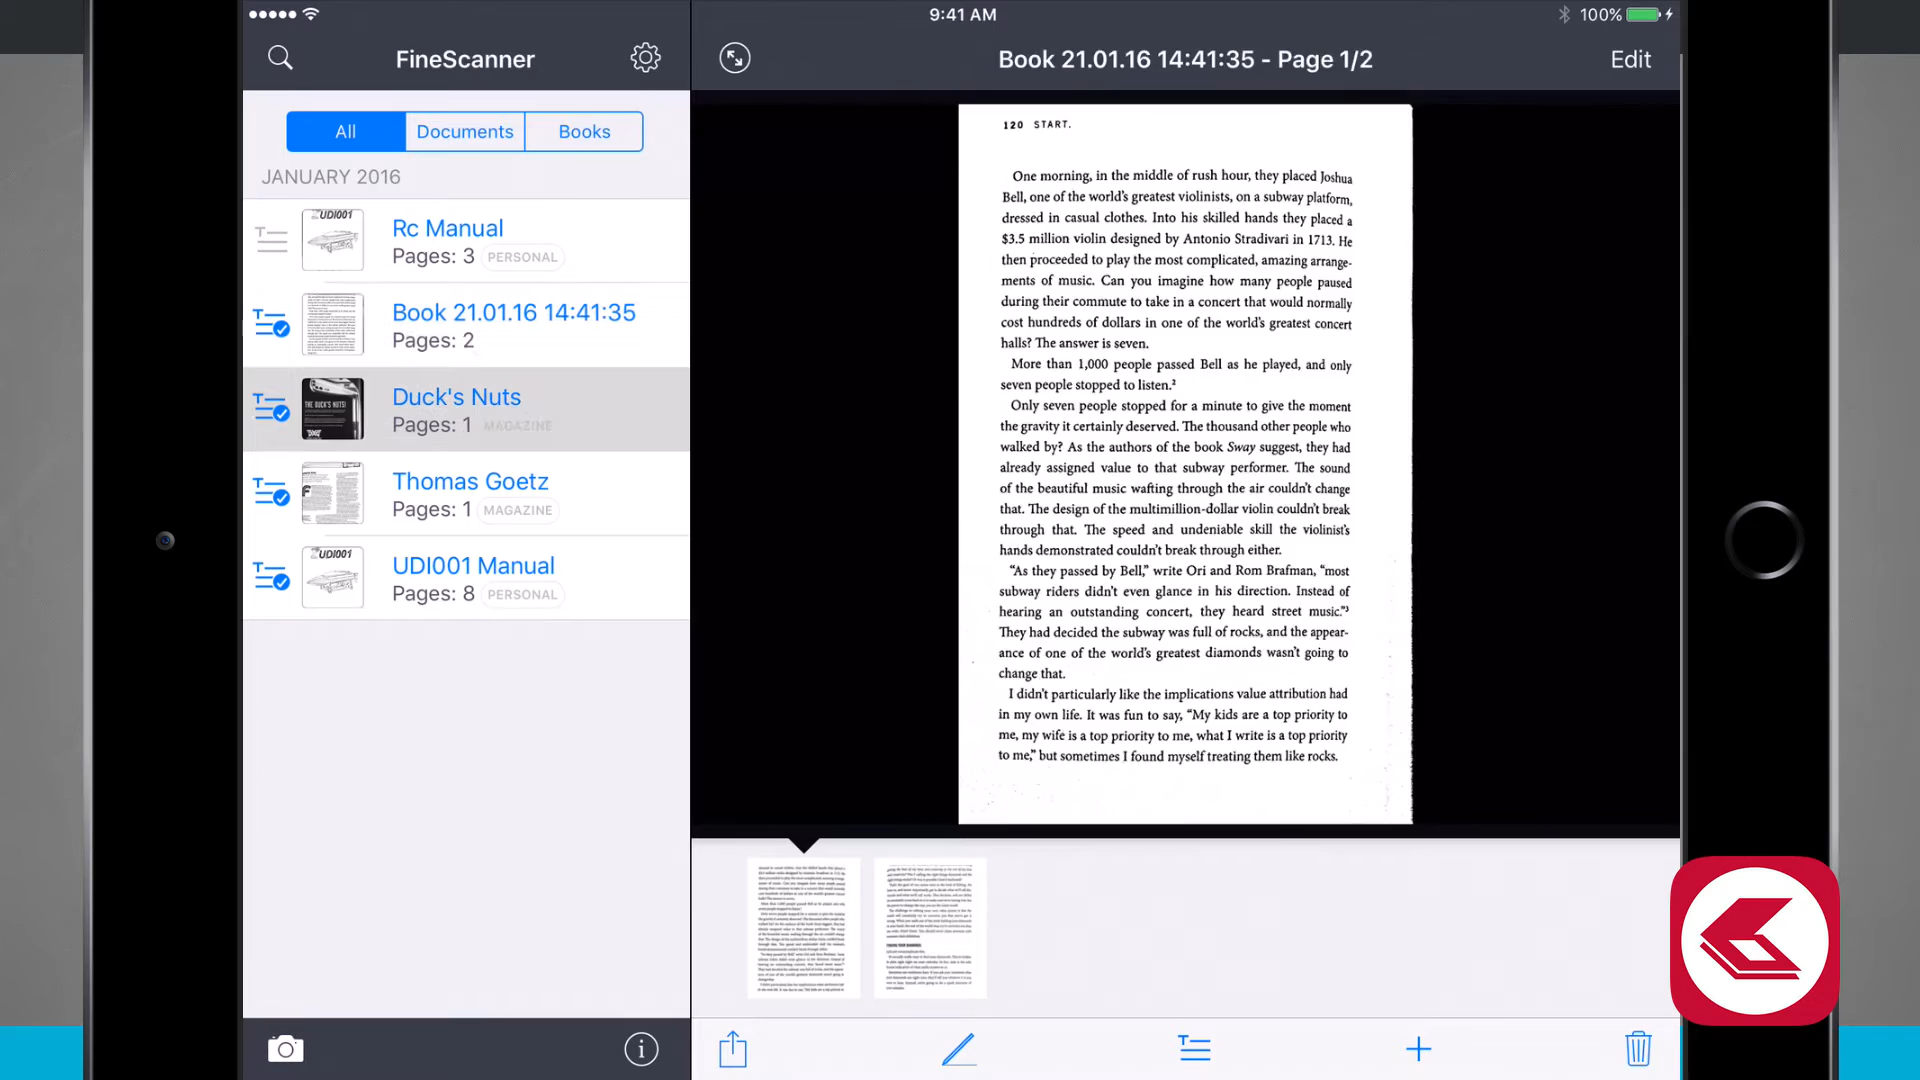 9:41 AM
100%
FineScanner
Book 21.01.16 14:41:35 - Page 1/2
Edit
All
Documents
Books
JANUARY 2016
UDI001
Rc Manual
Pages: 3 PERSONAL
Book 21.01.16 14:41:35
Pages: 2
THE DUCK'S NUTS!
Duck's Nuts
Pages: 1 MAGAZINE
Thomas Goetz
Pages: 1 MAGAZINE
UDI001
UDI001 Manual
Pages: 8 PERSONAL
120 START.
One morning, in the middle of rush hour, they placed Joshua
Bell, one of the world's greatest violinists, on a subway platform,
dressed in casual clothes. Into his skilled hands they placed a
$3.5 million violin designed by Antonio Stradivari in 1713. He
then proceeded to play the most complicated, amazing arrange-
ments of music. Can you imagine how many people paused
during their commute to take in a concert that would normally
cost hundreds of dollars in one of the world's greatest concert
halls? The answer is seven.
More than 1,000 people passed Bell as he played, and only
seven people stopped to listen.²
Only seven people stopped for a minute to give the moment
the gravity it certainly deserved. The thousand other people who
walked by? As the authors of the book Sway suggest, they had
already assigned value to that subway performer. The sound
of the beautiful music wafting through the air couldn't change
that. The design of the multimillion-dollar violin couldn't break
through that. The speed and undeniable skill the violinist's
hands demonstrated couldn't break through either.
"As they passed by Bell," write Ori and Rom Brafman, "most
subway riders didn't even glance in his direction. Instead of
hearing an outstanding concert, they heard street music."³
They had decided the subway was full of rocks, and the appear-
ance of one of the world's greatest diamonds wasn't going to
change that.
I didn't particularly like the implications value attribution had
in my own life. It was fun to say, "My kids are a top priority to
me, my wife is a top priority to me, what I write is a top priority
to me," but sometimes I found myself treating them like rocks.